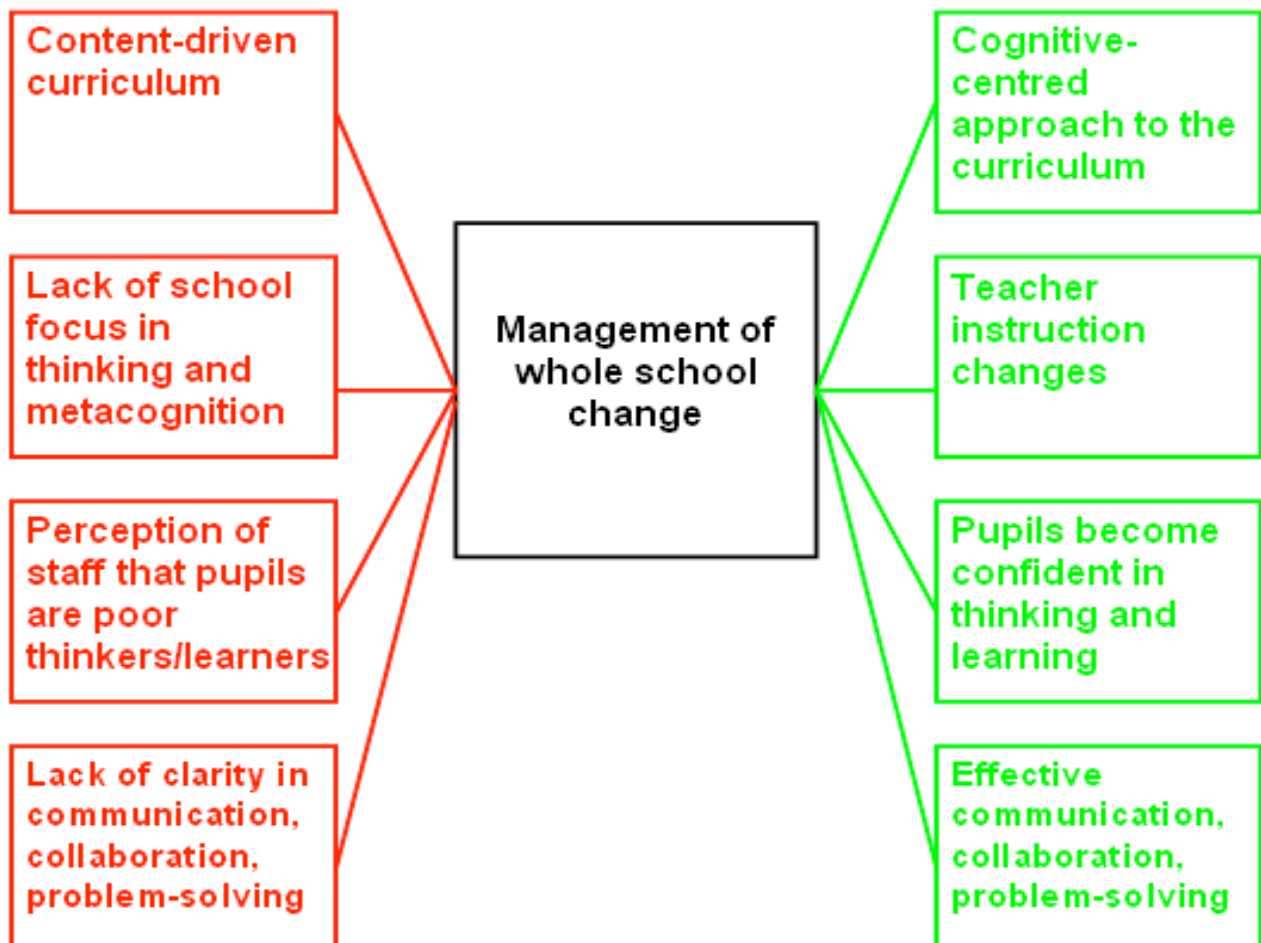 Content-driven
curriculum
Lack of school
focus in
thinking and
metacognition
Perception of
staff that pupils
are poor
thinkers/learners
Lack of clarity in
communication,
collaboration,
problem-solving
Management of
whole school
change
Cognitive-
centred
approach to the
curriculum
Teacher
instruction
changes
Pupils become
confident in
thinking and
learning
Effective
communication,
collaboration,
problem-solving